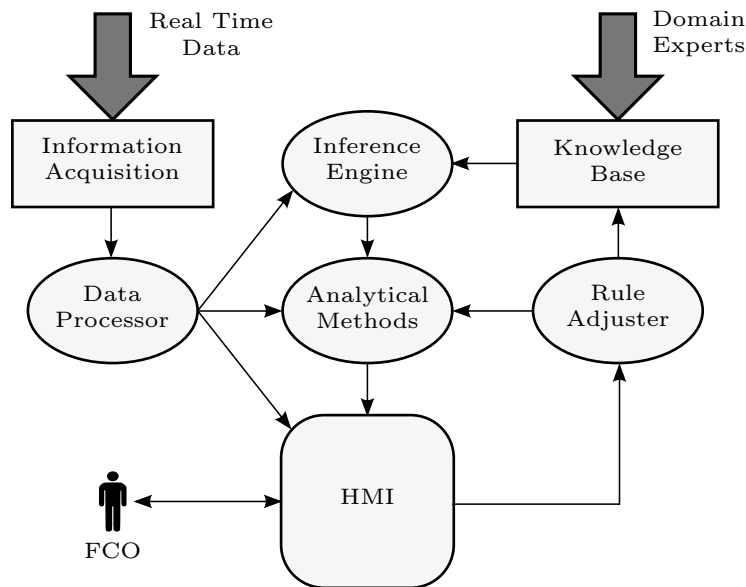 Real Time
Data
Domain
Experts
Information
Acquisition
Inference
Engine
Knowledge
Base
Data
Processor
Analytical
Methods
Rule
Adjuster
HMI
FCO